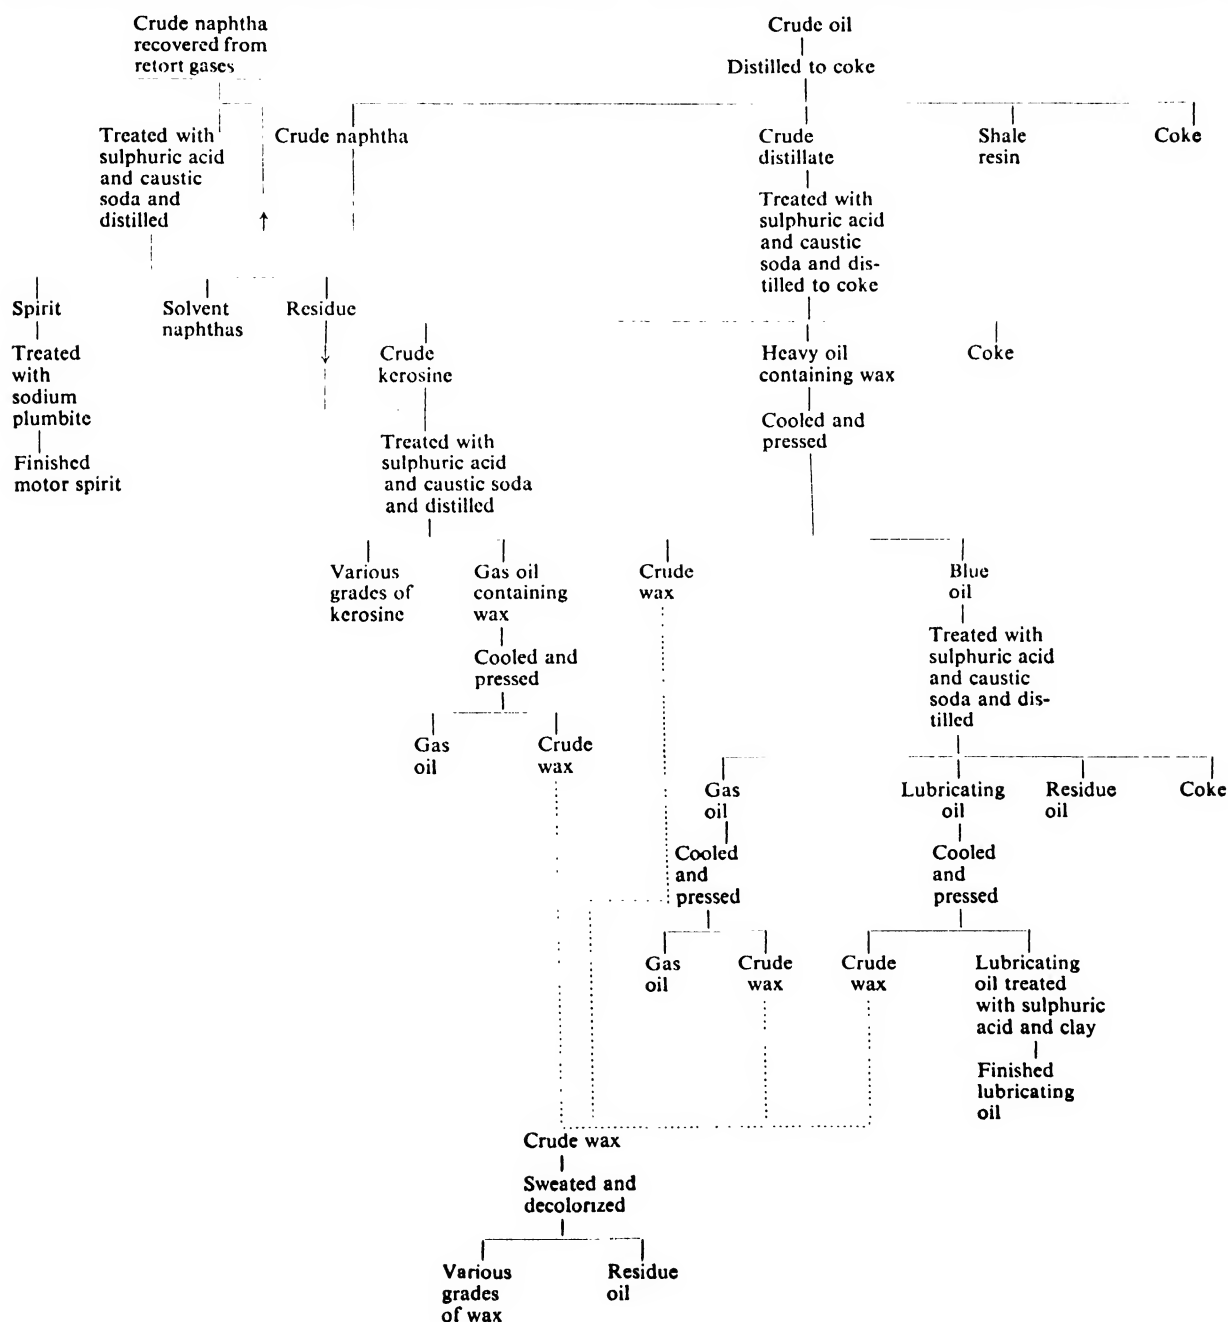 Crude naphtha
recovered from
retort gases
Crude oil
Distilled to coke
Treated with
sulphuric acid
and caustic
soda and
distilled
Crude naphtha
Crude
distillate
Shale
resin
Coke
Treated with
sulphuric acid
and caustic
soda and dis-
tilled to coke
Spirit
Solvent
naphthas
Residue
Treated
with
sodium
plumbite
Finished
motor spirit
Crude
kerosine
Heavy oil
containing wax
Coke
Cooled and
pressed
Treated with
sulphuric acid
and caustic soda
and distilled
Various
grades of
kerosine
Gas oil
containing
wax
Crude
wax
Blue
oil
Cooled and
pressed
Treated with
sulphuric acid
and caustic
soda and dis-
tilled
Gas
oil
Crude
wax
Gas
oil
Lubricating
oil
Residue
oil
Coke
Cooled
and
pressed
Cooled
and
pressed
Gas
oil
Crude
wax
Crude
wax
Lubricating
oil treated
with sulphuric
acid and clay
Finished
lubricating
oil
Crude wax
Sweated and
decolorized
Various
grades
of wax
Residue
oil